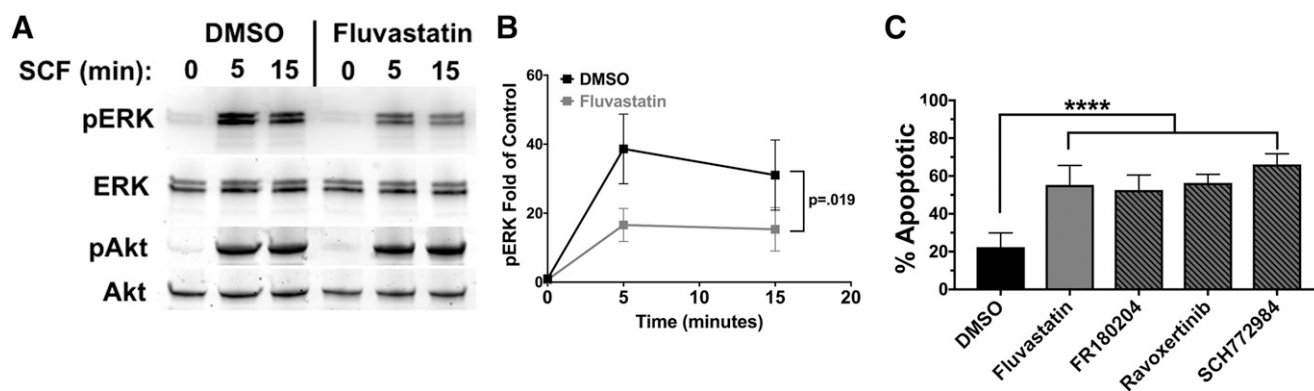 A
DMSO Fluvastatin
SCF (min): 0 5 15 0 5 15
pERK
ERK
pAkt
Akt
B
DMSO
Fluvastatin
60
40
20
0
pERK Fold of Control
p=.019
0 5 10 15 20
Time (minutes)
C
****
100
80
60
40
20
0
% Apoptotic
DMSO
Fluvastatin
FR180204
Ravoxertinib
SCH772984